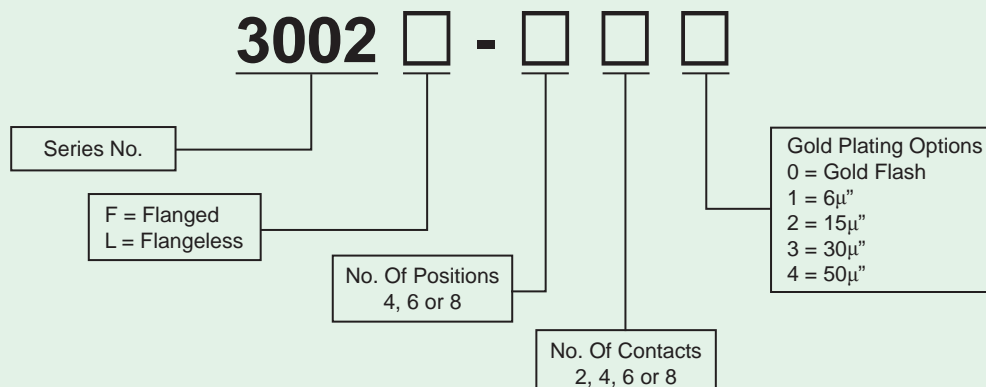 3002 □ - □ □ □
Series No.
F = Flanged
L = Flangeless
No. Of Positions
4, 6 or 8
No. Of Contacts
2, 4, 6 or 8
Gold Plating Options
0 = Gold Flash
1 = 6μ”
2 = 15μ”
3 = 30μ”
4 = 50μ”